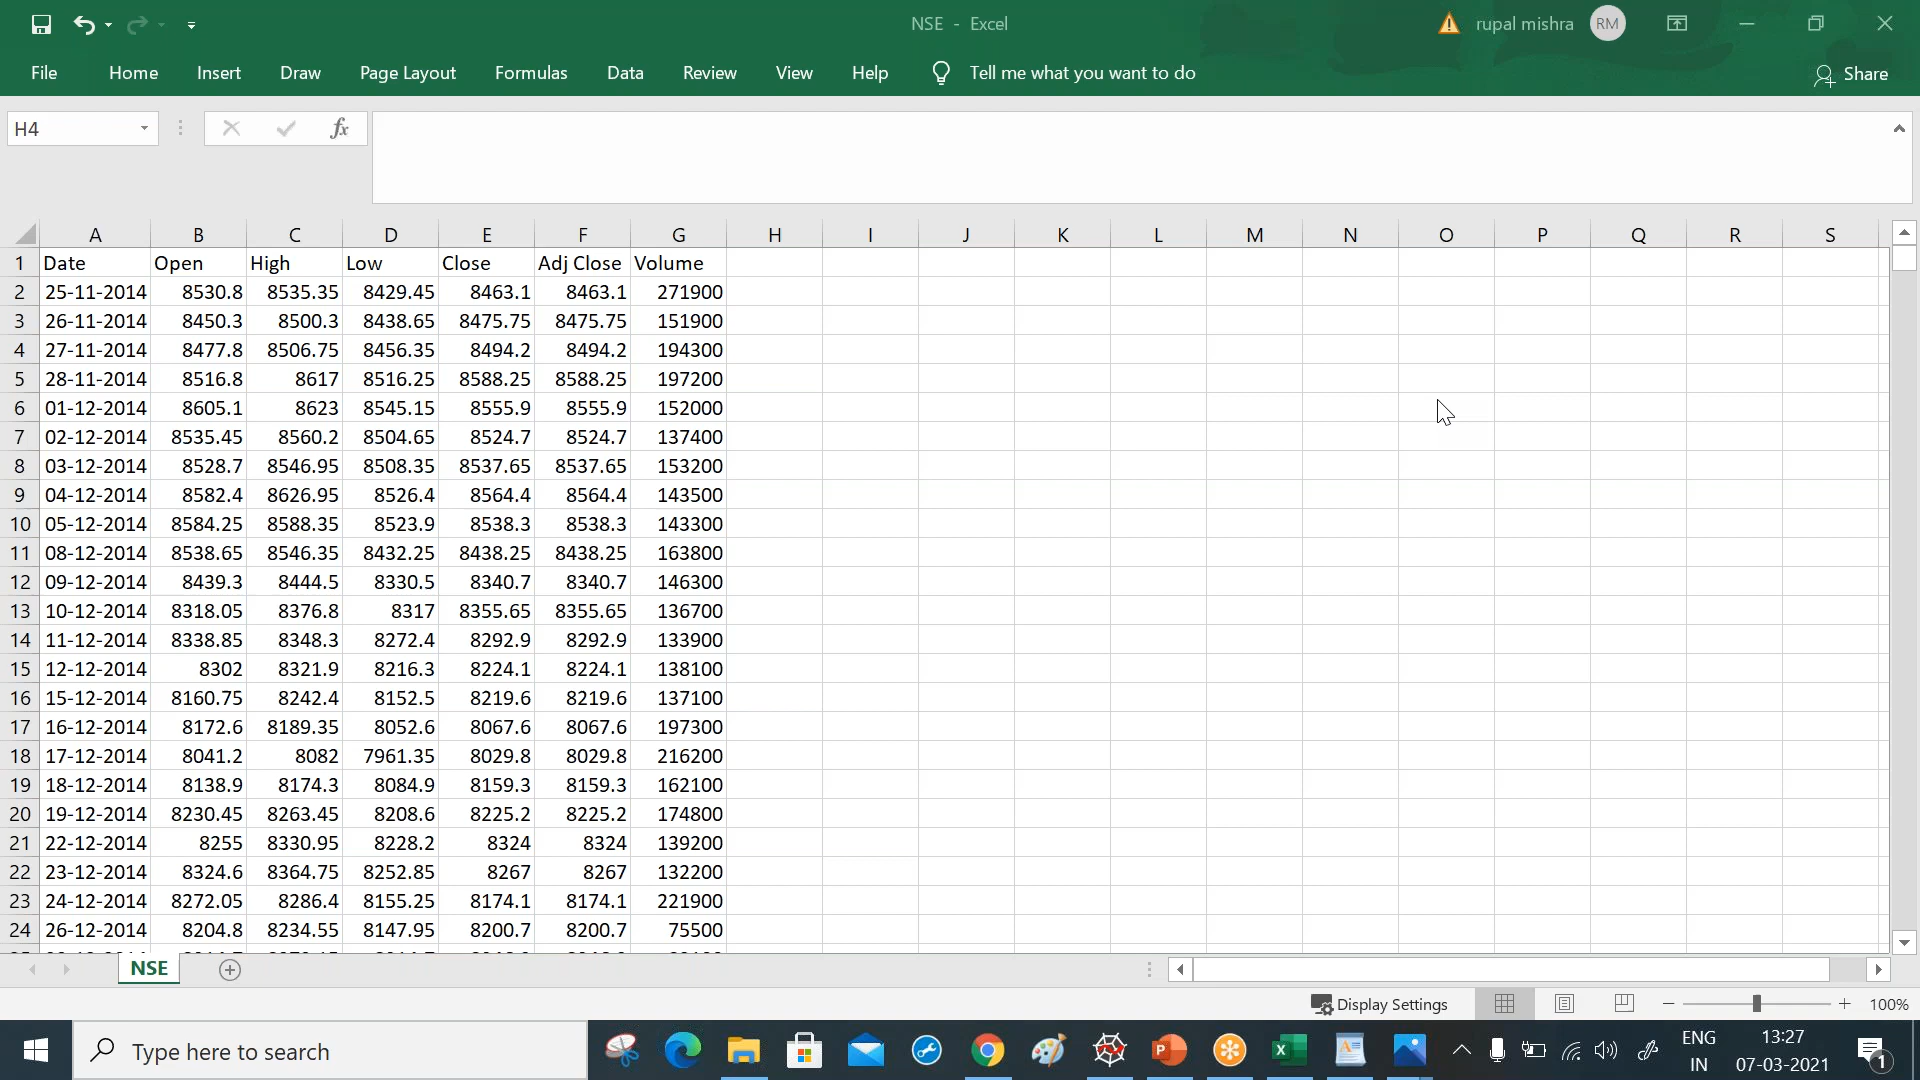 NSE - Excel
rupal mishra RM
File Home Insert Draw Page Layout Formulas Data Review View Help Tell me what you want to do Share
H4 fx
A B C D E F G H I J K L M N O P Q R S
1 Date Open High Low Close Adj Close Volume
2 25-11-2014 8530.8 8535.35 8429.45 8463.1 8463.1 271900
3 26-11-2014 8450.3 8500.3 8438.65 8475.75 8475.75 151900
4 27-11-2014 8477.8 8506.75 8456.35 8494.2 8494.2 194300
5 28-11-2014 8516.8 8617 8516.25 8588.25 8588.25 197200
6 01-12-2014 8605.1 8623 8545.15 8555.9 8555.9 152000
7 02-12-2014 8535.45 8560.2 8504.65 8524.7 8524.7 137400
8 03-12-2014 8528.7 8546.95 8508.35 8537.65 8537.65 153200
9 04-12-2014 8582.4 8626.95 8526.4 8564.4 8564.4 143500
10 05-12-2014 8584.25 8588.35 8523.9 8538.3 8538.3 143300
11 08-12-2014 8538.65 8546.35 8432.25 8438.25 8438.25 163800
12 09-12-2014 8439.3 8444.5 8330.5 8340.7 8340.7 146300
13 10-12-2014 8318.05 8376.8 8317 8355.65 8355.65 136700
14 11-12-2014 8338.85 8348.3 8272.4 8292.9 8292.9 133900
15 12-12-2014 8302 8321.9 8216.3 8224.1 8224.1 138100
16 15-12-2014 8160.75 8242.4 8152.5 8219.6 8219.6 137100
17 16-12-2014 8172.6 8189.35 8052.6 8067.6 8067.6 197300
18 17-12-2014 8041.2 8082 7961.35 8029.8 8029.8 216200
19 18-12-2014 8138.9 8174.3 8084.9 8159.3 8159.3 162100
20 19-12-2014 8230.45 8263.45 8208.6 8225.2 8225.2 174800
21 22-12-2014 8255 8330.95 8228.2 8324 8324 139200
22 23-12-2014 8324.6 8364.75 8252.85 8267 8267 132200
23 24-12-2014 8272.05 8286.4 8155.25 8174.1 8174.1 221900
24 26-12-2014 8204.8 8234.55 8147.95 8200.7 8200.7 75500
NSE
Display Settings 100%
Type here to search
ENG 13:27
IN 07-03-2021 1